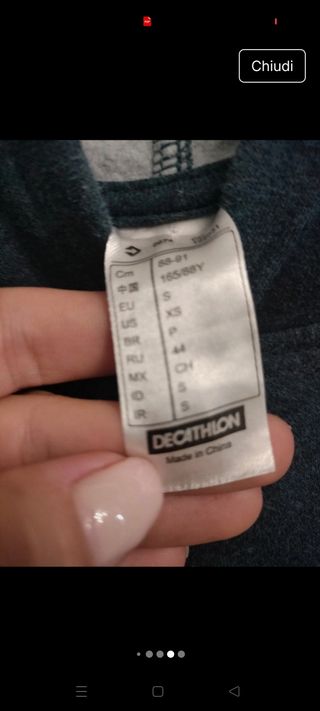 Chiudi
Cm 88-91
中国 165/88Y
EU S
US XS
BR P
RU 44
MX CH
ID S
IR S
DECATHLON
Made in China